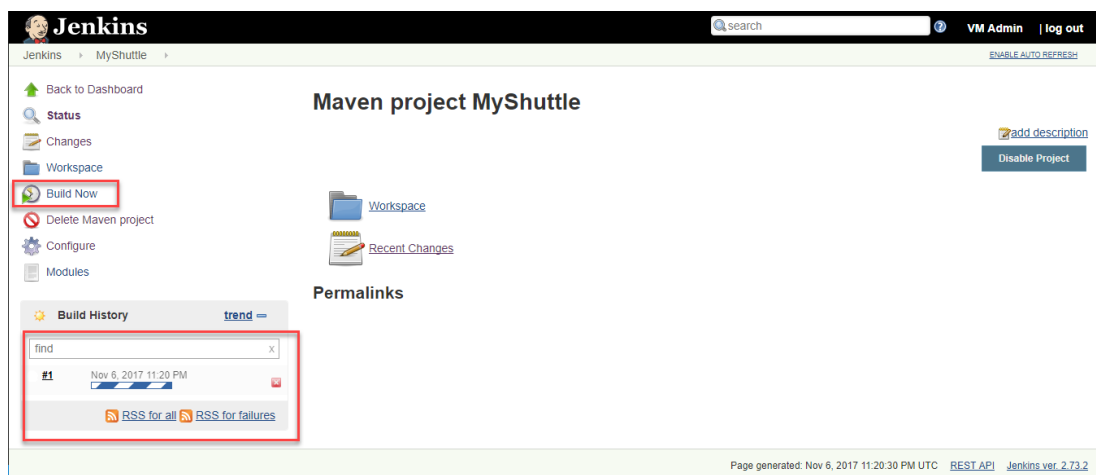 Jenkins
search
VM Admin | log out
Jenkins MyShuttle
ENABLE AUTO REFRESH
Back to Dashboard
Status
Changes
Workspace
Build Now
Delete Maven project
Configure
Modules
Build History trend
find x
#1 Nov 6, 2017 11:20 PM
RSS for all RSS for failures
Maven project MyShuttle
add description
Disable Project
Workspace
Recent Changes
Permalinks
Page generated: Nov 6, 2017 11:20:30 PM UTC REST API Jenkins ver. 2.73.2